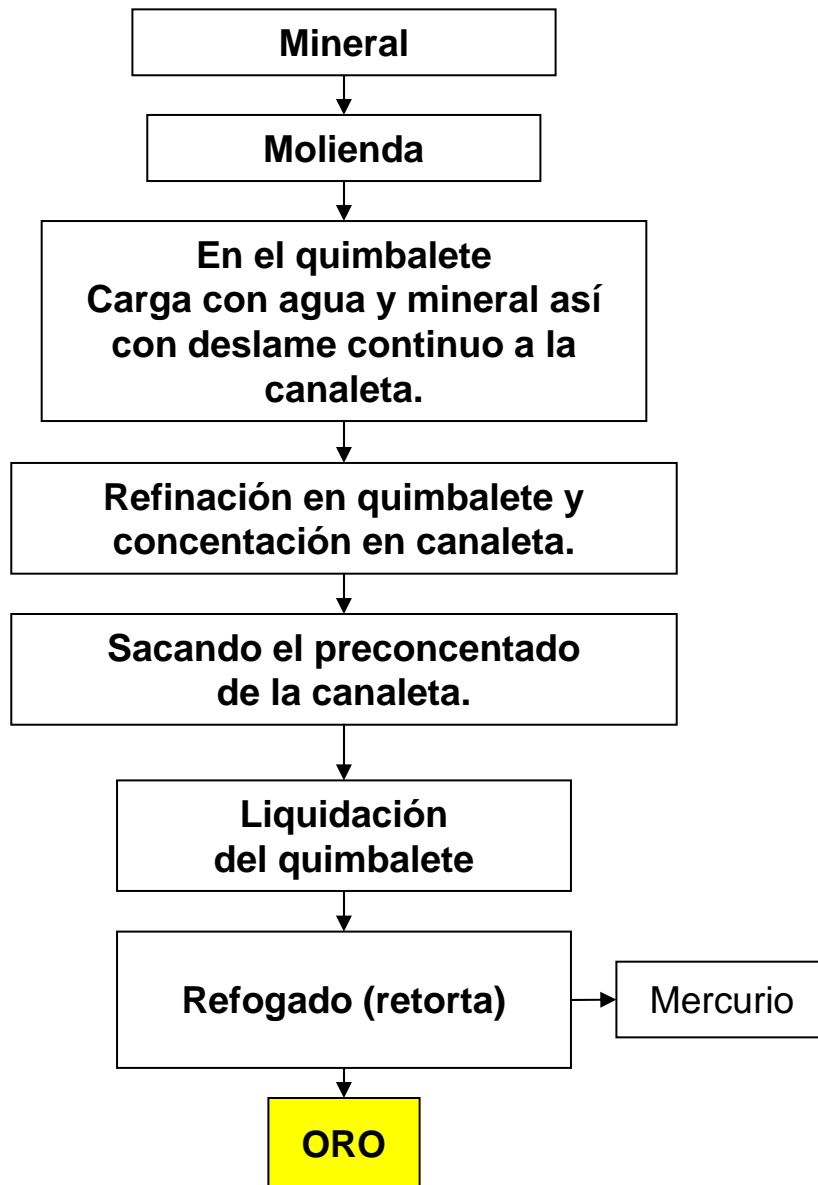 Mineral
Molienda
En el quimbalete
Carga con agua y mineral así
con deslame continuo a la
canaleta.
Refinación en quimbalete y
concentación en canaleta.
Sacando el preconcentado
de la canaleta.
Liquidación
del quimbalete
Refogado (retorta)
Mercurio
ORO